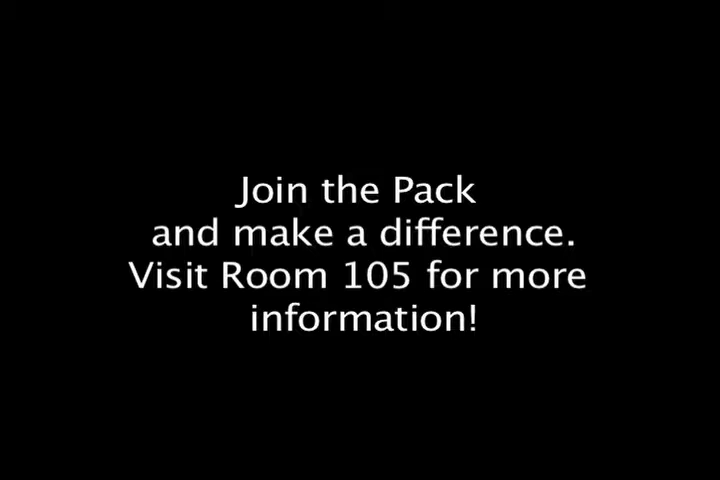 Join the Pack
and make a difference.
Visit Room 105 for more
information!